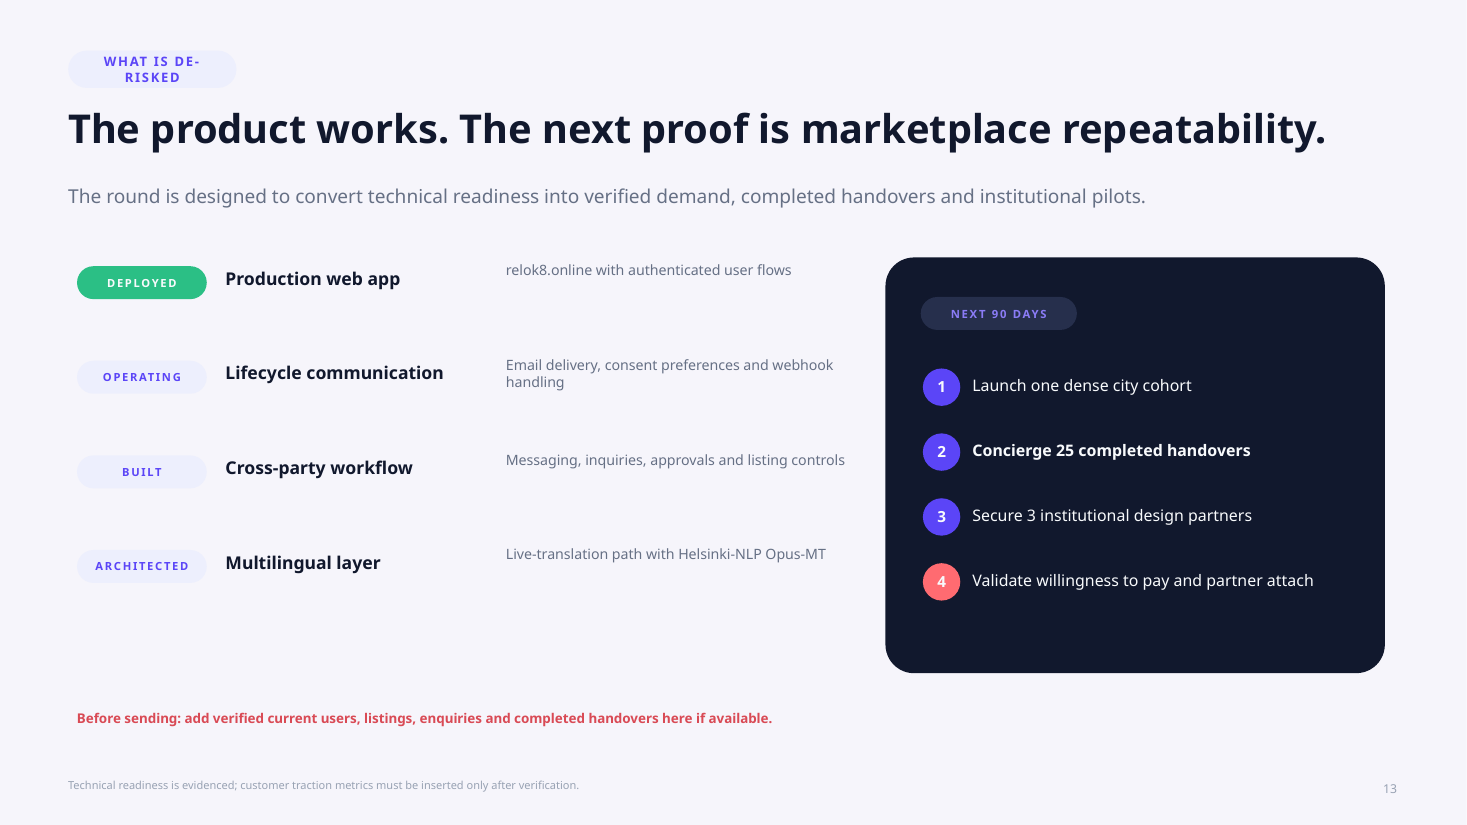 WHAT IS DE-
RISKED
The product works. The next proof is marketplace repeatability.
The round is designed to convert technical readiness into verified demand, completed handovers and institutional pilots.
DEPLOYED
Production web app
relok8.online with authenticated user flows
OPERATING
Lifecycle communication
Email delivery, consent preferences and webhook
handling
BUILT
Cross-party workflow
Messaging, inquiries, approvals and listing controls
ARCHITECTED
Multilingual layer
Live-translation path with Helsinki-NLP Opus-MT
NEXT 90 DAYS
1 Launch one dense city cohort
2 Concierge 25 completed handovers
3 Secure 3 institutional design partners
4 Validate willingness to pay and partner attach
Before sending: add verified current users, listings, enquiries and completed handovers here if available.
Technical readiness is evidenced; customer traction metrics must be inserted only after verification.
13